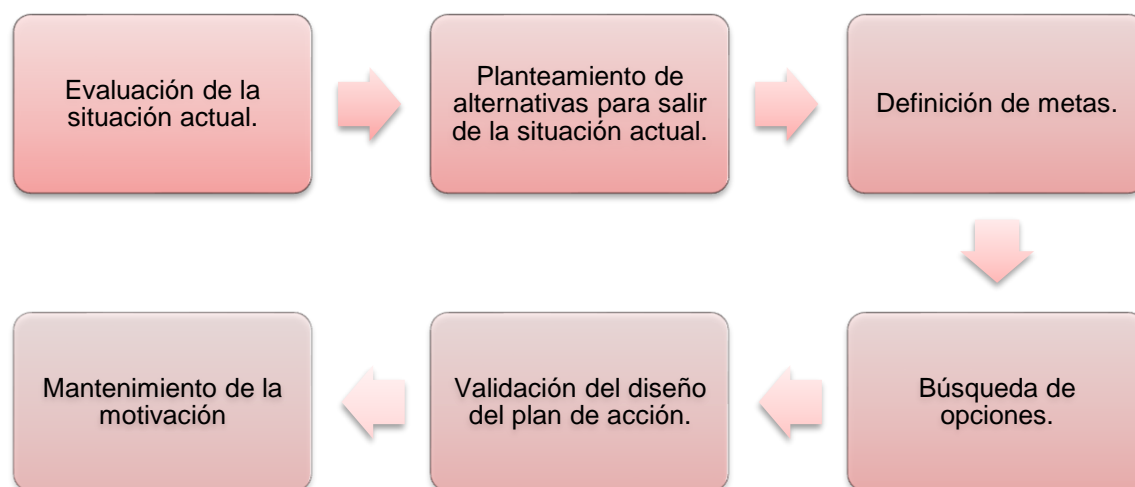 Evaluación de la
situación actual.
Planteamiento de
alternativas para salir
de la situación actual.
Definición de metas.
Búsqueda de
opciones.
Validación del diseño
del plan de acción.
Mantenimiento de la
motivación